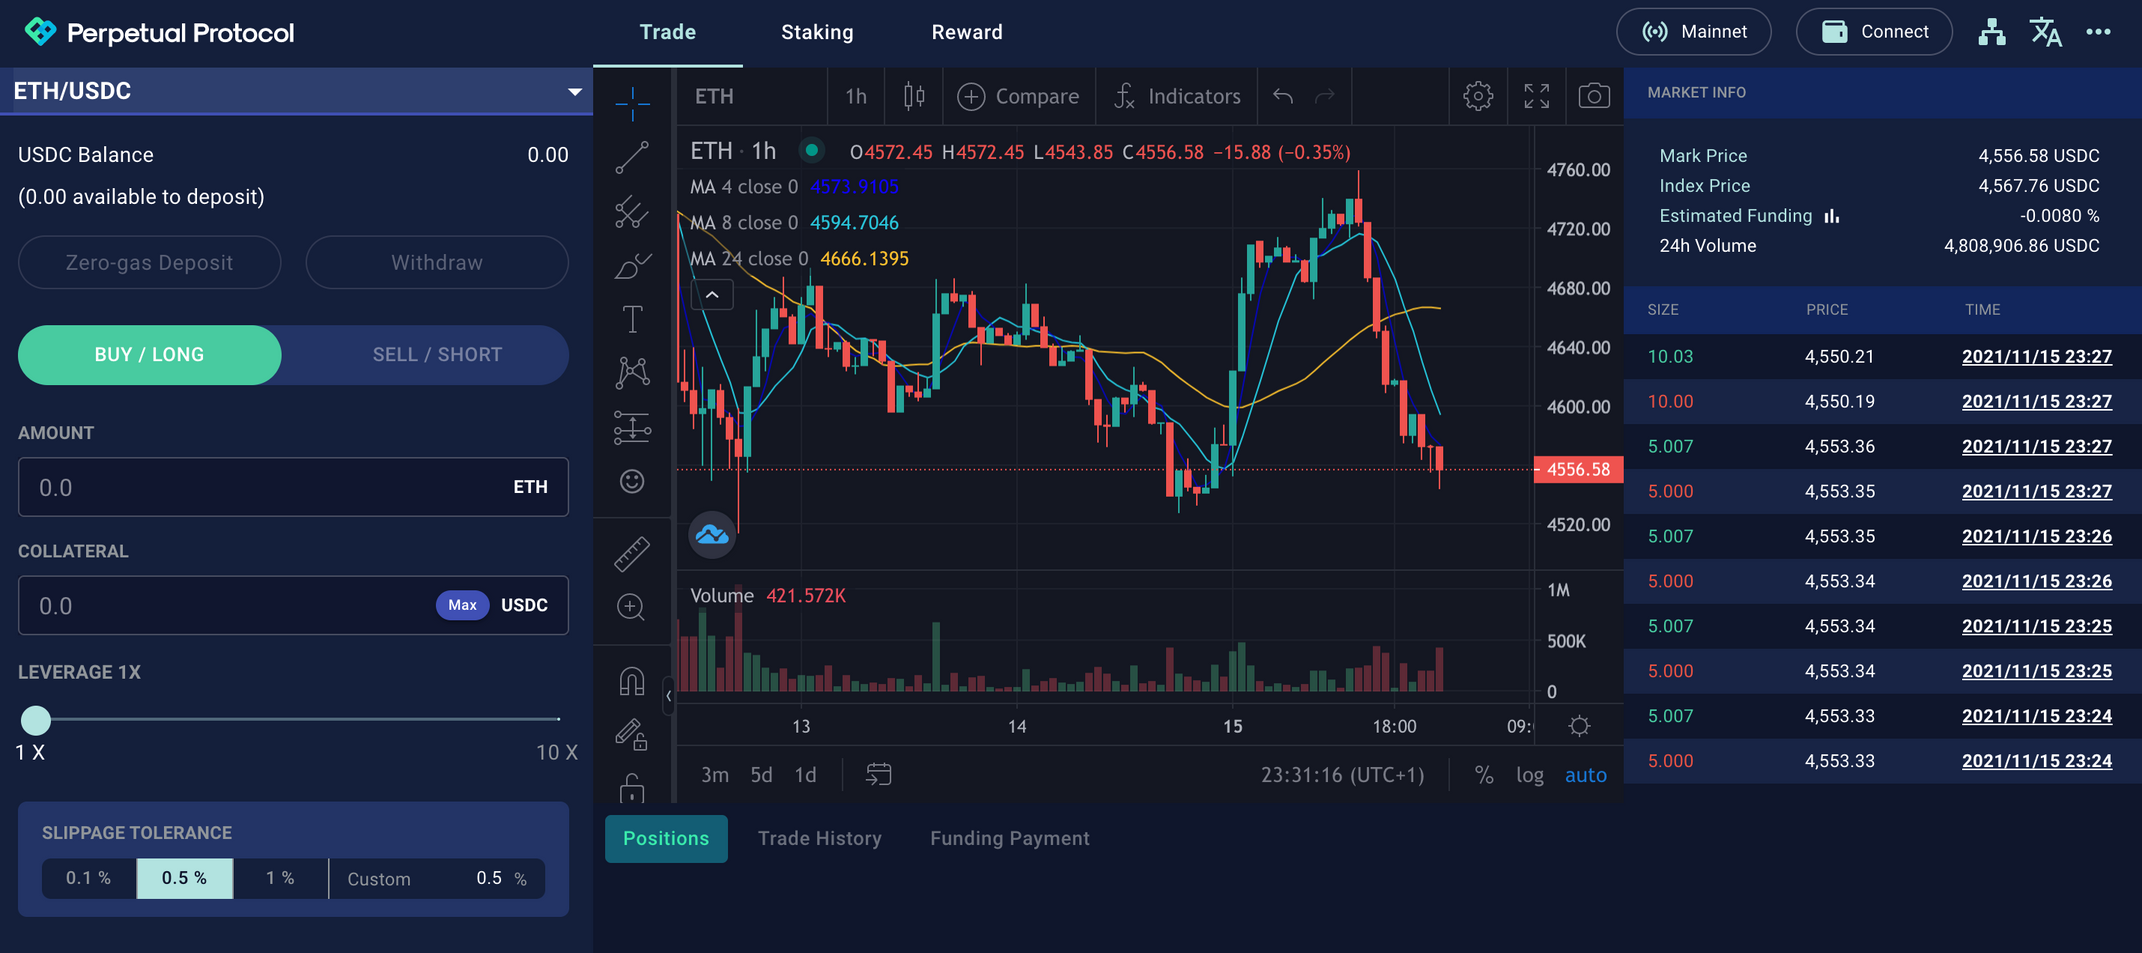 Perpetual Protocol
Trade Staking Reward
Mainnet Connect
ETH/USDC
USDC Balance 0.00
(0.00 available to deposit)
Zero-gas Deposit Withdraw
BUY / LONG SELL / SHORT
AMOUNT
0.0 ETH
COLLATERAL
0.0 Max USDC
LEVERAGE 1X
1 X 10 X
SLIPPAGE TOLERANCE
0.1 % 0.5 % 1 % Custom 0.5 %
ETH 1h Compare Indicators
ETH · 1h O4572.45 H4572.45 L4543.85 C4556.58 −15.88 (−0.35%)
MA 4 close 0 4573.9105
MA 8 close 0 4594.7046
MA 24 close 0 4666.1395
4760.00
4720.00
4680.00
4640.00
4600.00
4556.58
4520.00
Volume 421.572K
1M
500K
0
13 14 15 18:00 09:
3m 5d 1d 23:31:16 (UTC+1) % log auto
Positions Trade History Funding Payment
MARKET INFO
Mark Price 4,556.58 USDC
Index Price 4,567.76 USDC
Estimated Funding -0.0080 %
24h Volume 4,808,906.86 USDC
SIZE PRICE TIME
10.03 4,550.21 2021/11/15 23:27
10.00 4,550.19 2021/11/15 23:27
5.007 4,553.36 2021/11/15 23:27
5.000 4,553.35 2021/11/15 23:27
5.007 4,553.35 2021/11/15 23:26
5.000 4,553.34 2021/11/15 23:26
5.007 4,553.34 2021/11/15 23:25
5.000 4,553.34 2021/11/15 23:25
5.007 4,553.33 2021/11/15 23:24
5.000 4,553.33 2021/11/15 23:24